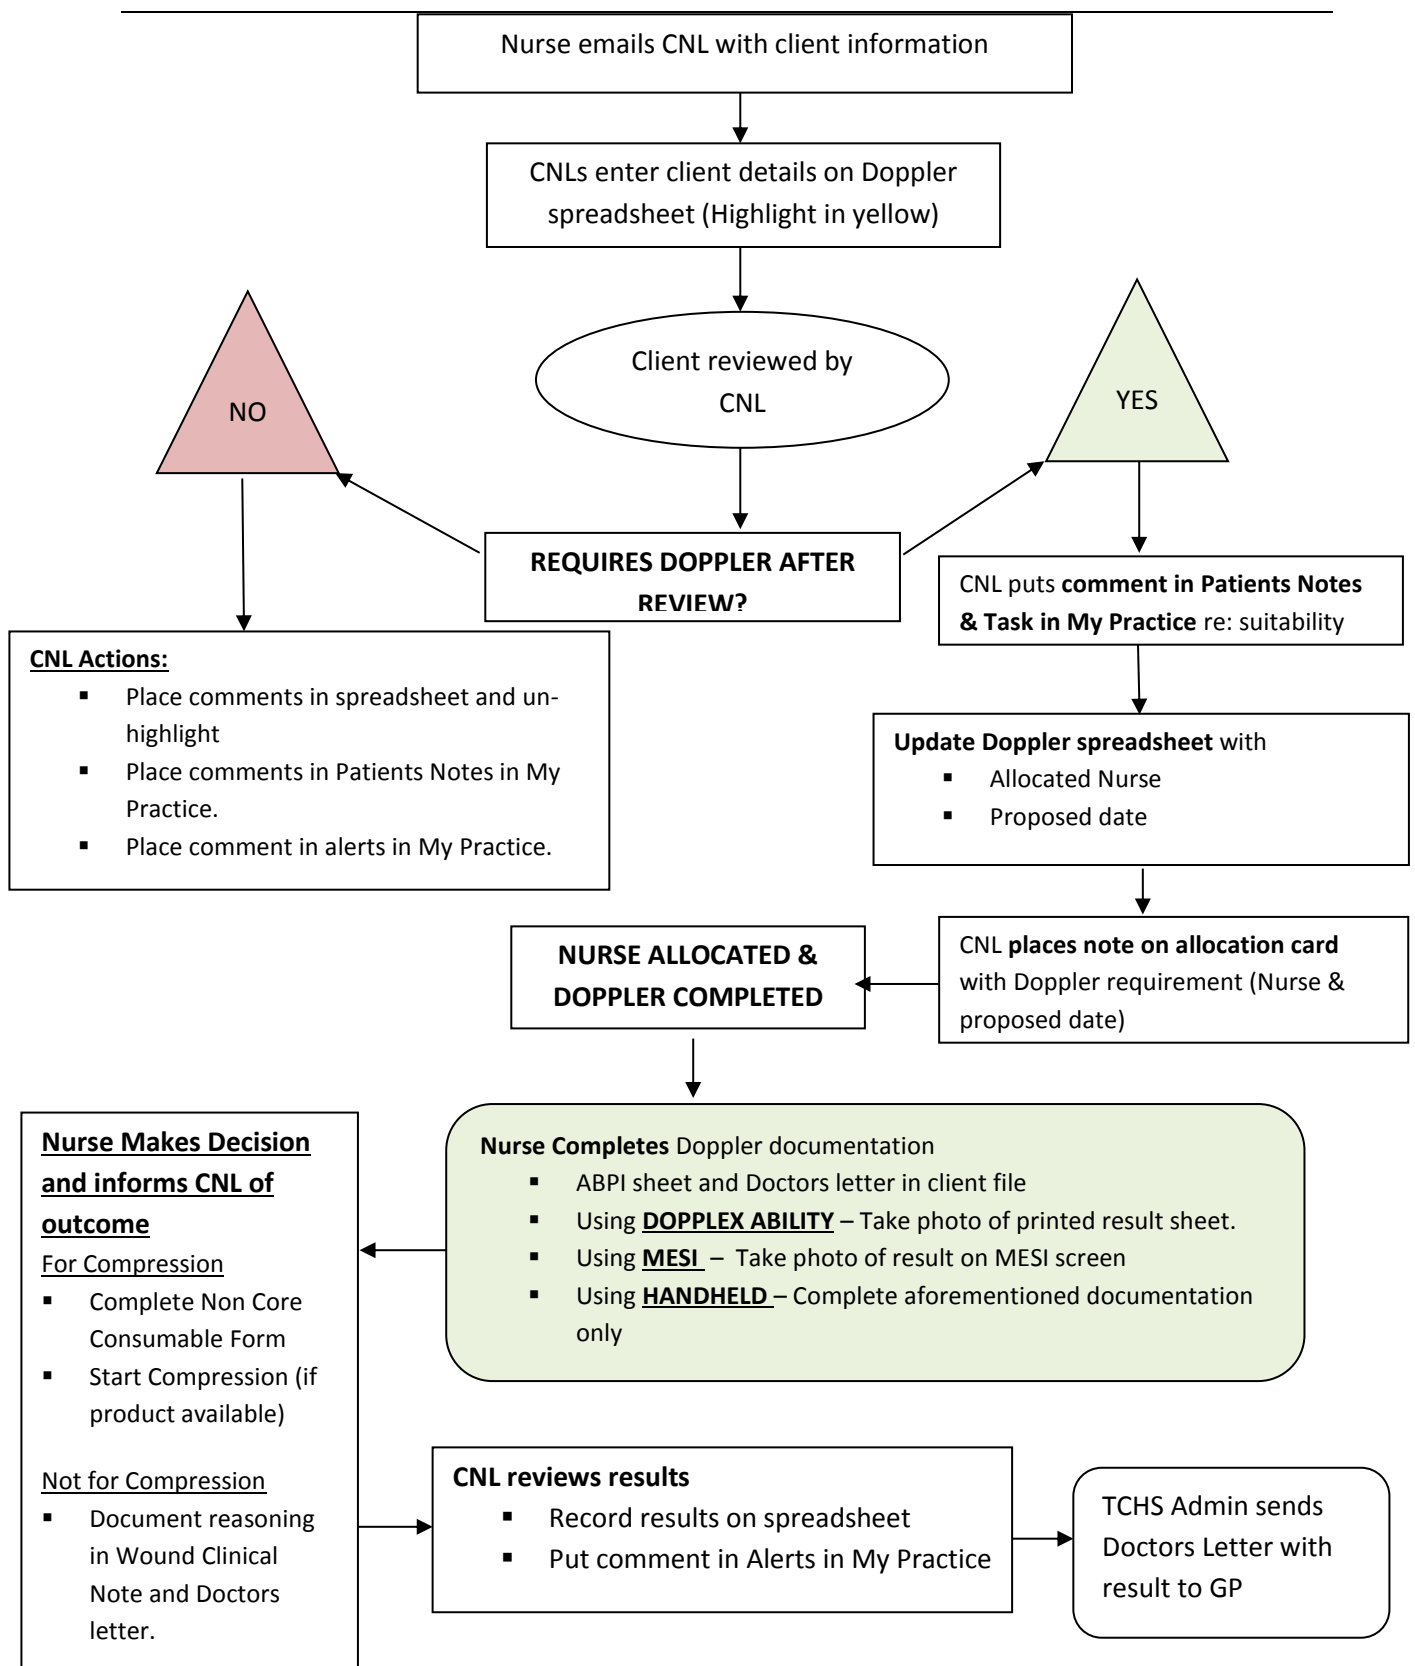 Nurse emails CNL with client information
CNLs enter client details on Doppler
spreadsheet (Highlight in yellow)
Client reviewed by
CNL
NO
YES
REQUIRES DOPPLER AFTER
REVIEW?
CNL puts comment in Patients Notes
& Task in My Practice re: suitability
CNL Actions:
▪ Place comments in spreadsheet and un-
highlight
▪ Place comments in Patients Notes in My
Practice.
▪ Place comment in alerts in My Practice.
Update Doppler spreadsheet with
▪ Allocated Nurse
▪ Proposed date
CNL places note on allocation card
with Doppler requirement (Nurse &
proposed date)
NURSE ALLOCATED &
DOPPLER COMPLETED
Nurse Completes Doppler documentation
▪ ABPI sheet and Doctors letter in client file
▪ Using DOPPLEX ABILITY – Take photo of printed result sheet.
▪ Using MESI – Take photo of result on MESI screen
▪ Using HANDHELD – Complete aforementioned documentation
only
Nurse Makes Decision
and informs CNL of
outcome
For Compression
▪ Complete Non Core
Consumable Form
▪ Start Compression (if
product available)
Not for Compression
▪ Document reasoning
in Wound Clinical
Note and Doctors
letter.
CNL reviews results
▪ Record results on spreadsheet
▪ Put comment in Alerts in My Practice
TCHS Admin sends
Doctors Letter with
result to GP